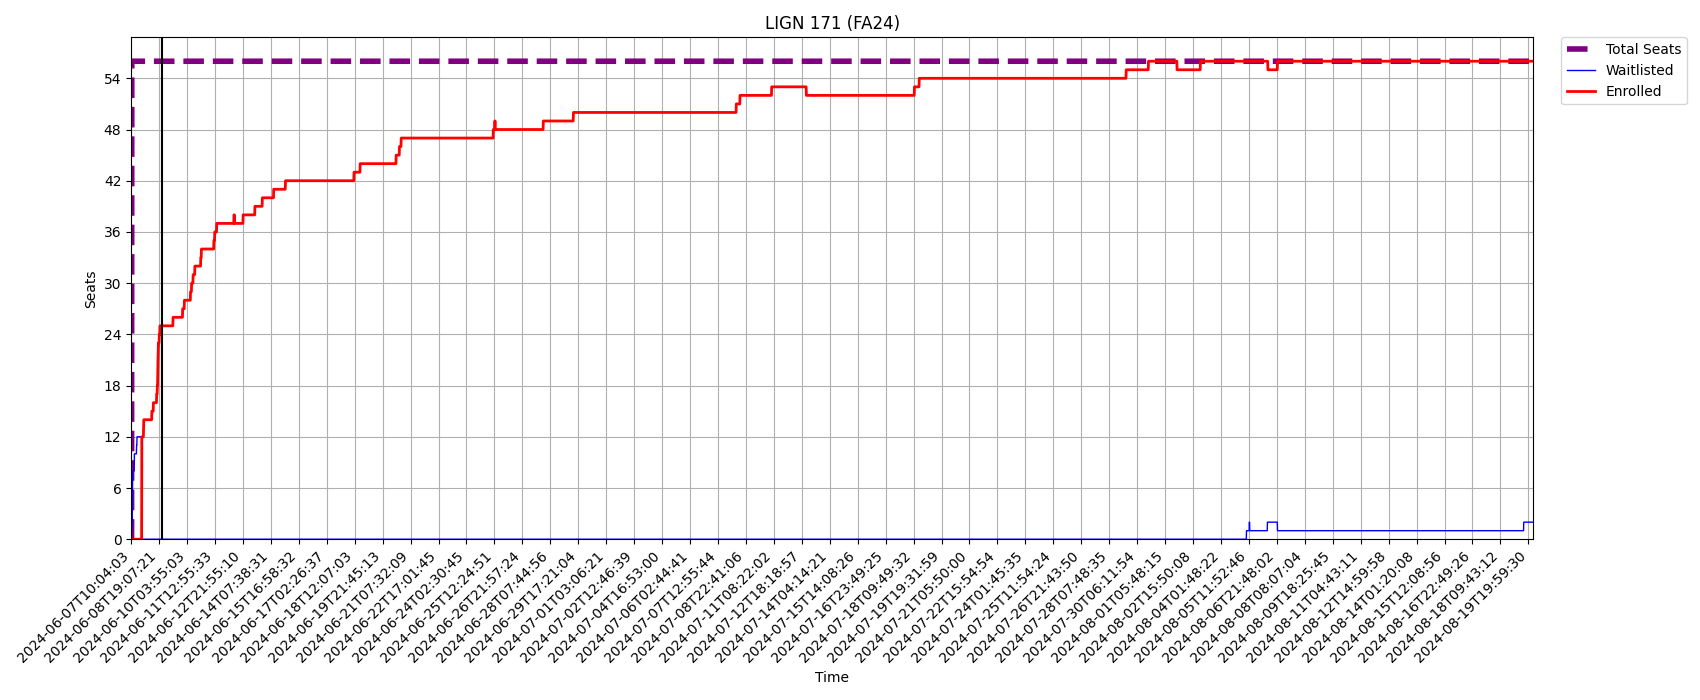 LIGN 171 (FA24)
Total Seats
Waitlisted
Enrolled
Seats
54
48
42
36
30
24
18
12
6
0
2024-06-07T10:04:03
2024-06-08T19:07:21
2024-06-10T03:55:03
2024-06-11T12:55:33
2024-06-12T21:55:10
2024-06-14T07:38:31
2024-06-15T16:58:32
2024-06-17T02:26:37
2024-06-18T12:07:03
2024-06-19T21:45:13
2024-06-21T07:32:09
2024-06-22T17:01:45
2024-06-24T02:30:45
2024-06-25T12:24:51
2024-06-26T21:57:24
2024-06-28T07:44:56
2024-06-29T17:21:04
2024-07-01T03:06:21
2024-07-02T12:46:39
2024-07-04T16:53:00
2024-07-06T02:44:41
2024-07-07T12:55:44
2024-07-08T22:41:06
2024-07-11T08:22:02
2024-07-12T18:18:57
2024-07-14T04:14:21
2024-07-15T14:08:26
2024-07-16T23:49:25
2024-07-18T09:49:32
2024-07-19T19:31:59
2024-07-21T05:50:00
2024-07-22T15:54:54
2024-07-24T01:45:35
2024-07-25T11:54:24
2024-07-26T21:43:50
2024-07-28T07:48:35
2024-07-30T06:11:54
2024-08-01T05:48:15
2024-08-02T15:50:08
2024-08-04T01:48:22
2024-08-05T11:52:46
2024-08-06T21:48:02
2024-08-08T08:07:04
2024-08-09T18:25:45
2024-08-11T04:43:11
2024-08-12T14:59:58
2024-08-14T01:20:08
2024-08-15T12:08:56
2024-08-16T22:49:26
2024-08-18T09:43:12
2024-08-19T19:59:30
Time